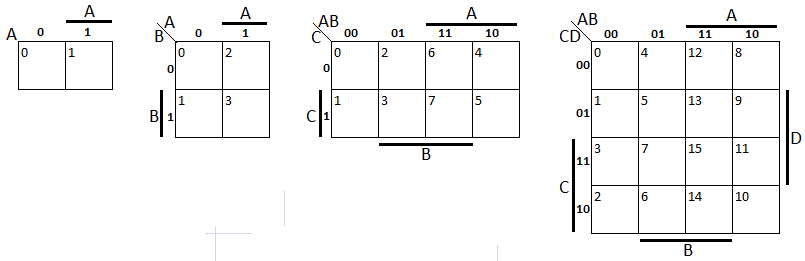 A 0 A 1
0 1
A B 0 A 1
0 0 2
B 1 1 3
AB C 00 01 A 11 10
0 0 2 6 4
C 1 1 3 7 5
B
AB CD 00 01 A 11 10
00 0 4 12 8
01 1 5 13 9
D
C 11 3 7 15 11
10 2 6 14 10
B